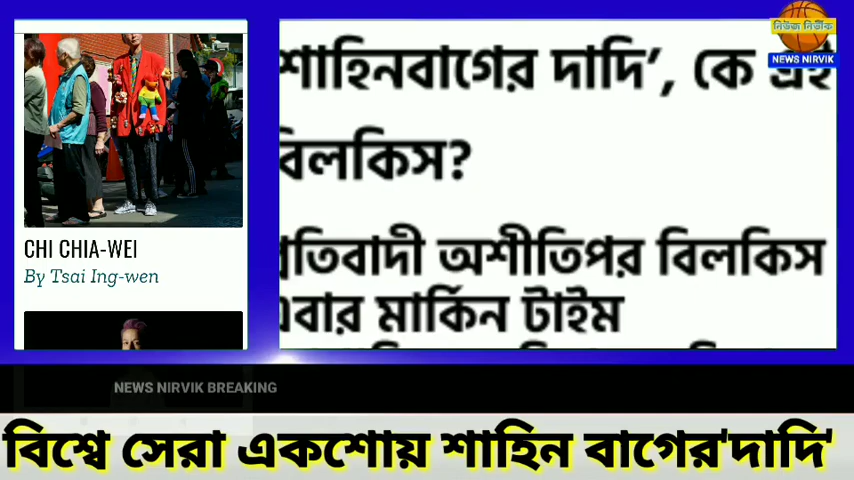 নিউজ নির্ভীক
NEWS NIRVIK
শাহিনবাগের দাদি’, কে এই
বিলকিস?
প্রতিবাদী অশীতিপর বিলকিস
এবার মার্কিন টাইম
CHI CHIA-WEI
By Tsai Ing-wen
NEWS NIRVIK BREAKING
বিশ্বে সেরা একশোয় শাহিন বাগের'দাদি'